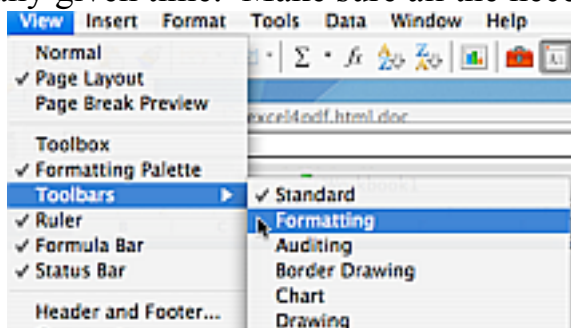 any given time. Make sure all the
View Insert Format Tools Data Window Help
Normal
✓ Page Layout
Page Break Preview
excel4pdf.html.doc
Toolbox
✓ Formatting Palette
Toolbars
✓ Standard
✓ Ruler
Formatting
✓ Formula Bar
Auditing
✓ Status Bar
Border Drawing
Chart
Header and Footer...
Drawing